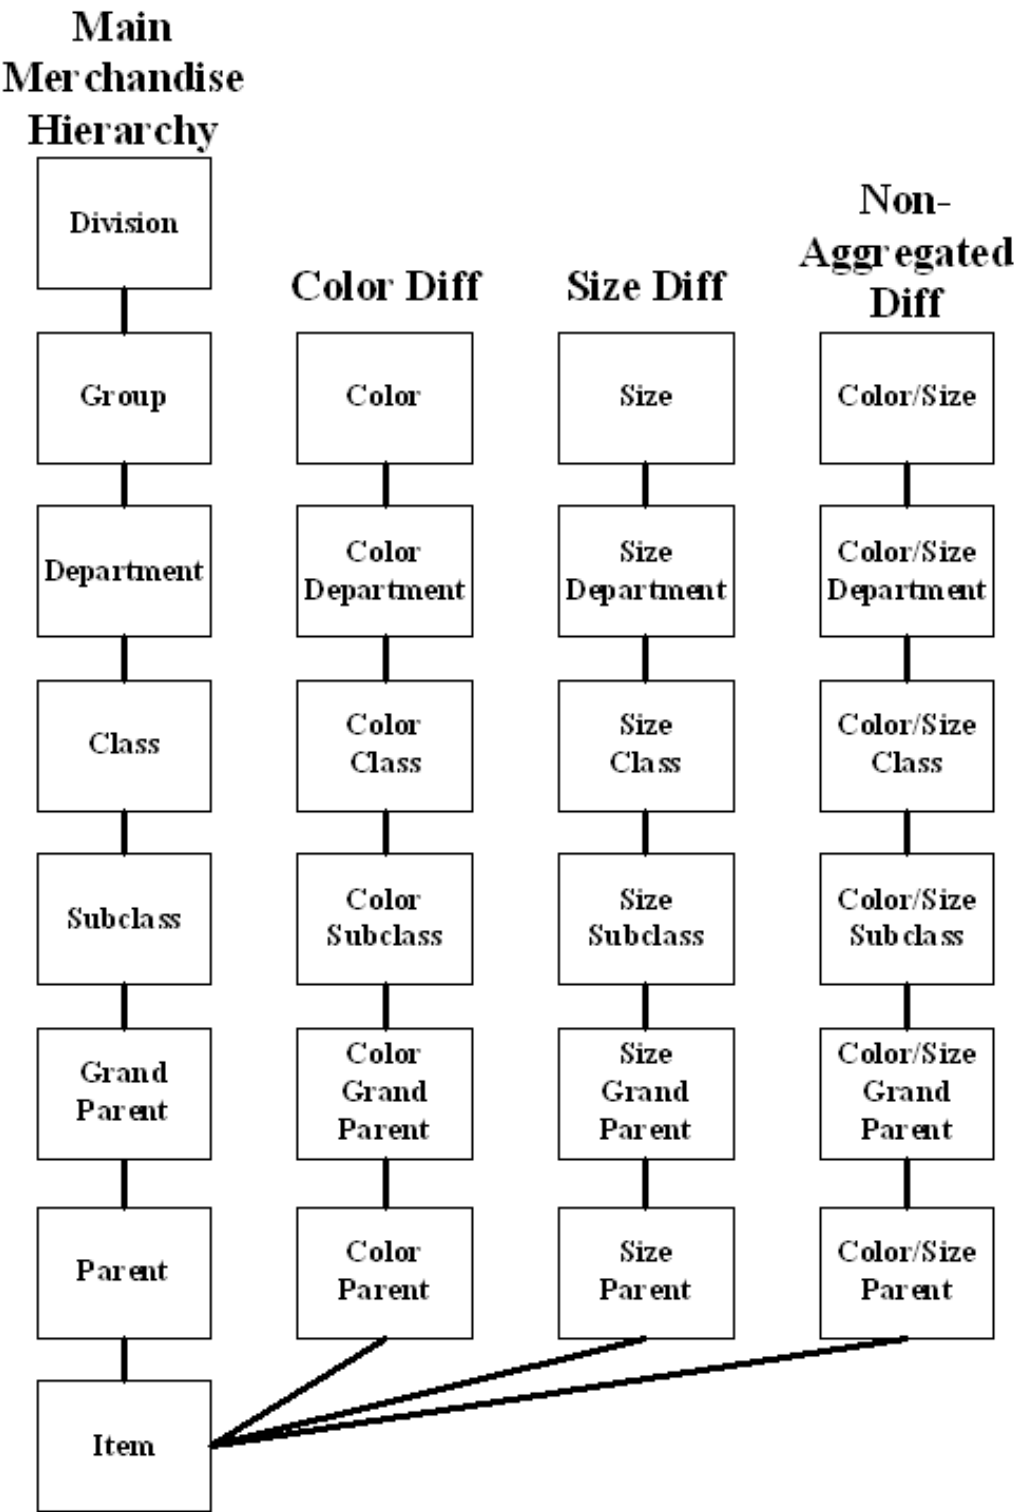 Main
Merchandise
Hierarchy
Division
Group
Department
Class
Subclass
Grand
Parent
Parent
Item
Color Diff
Color
Color
Department
Color
Class
Color
Subclass
Color
Grand
Parent
Color
Parent
Size Diff
Size
Size
Department
Size
Class
Size
Subclass
Size
Grand
Parent
Size
Parent
Non-
Aggregated
Diff
Color/Size
Color/Size
Department
Color/Size
Class
Color/Size
Subclass
Color/Size
Grand
Parent
Color/Size
Parent